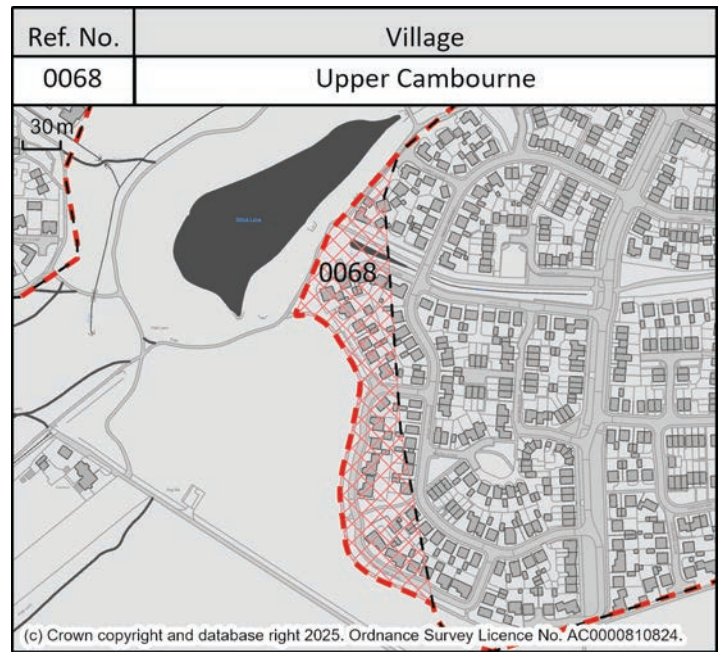 Ref. No. Village
0068 Upper Cambourne
30 m
0068
(c) Crown copyright and database right 2025. Ordnance Survey Licence No. AC0000810824.